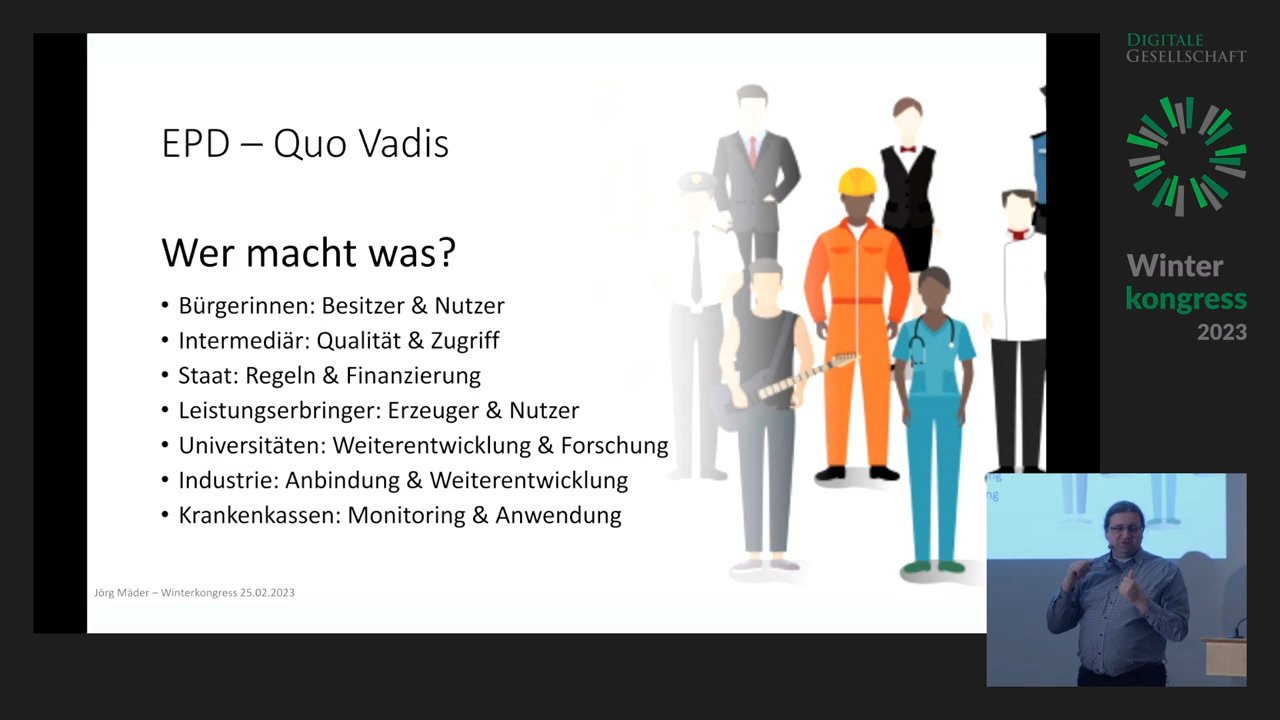 EPD – Quo Vadis
Wer macht was?
• Bürgerinnen: Besitzer & Nutzer
• Intermediär: Qualität & Zugriff
• Staat: Regeln & Finanzierung
• Leistungserbringer: Erzeuger & Nutzer
• Universitäten: Weiterentwicklung & Forschung
• Industrie: Anbindung & Weiterentwicklung
• Krankenkassen: Monitoring & Anwendung
Jörg Mäder – Winterkongress 25.02.2023
DIGITALE
GESELLSCHAFT
Winter
kongress
2023
ng
ng